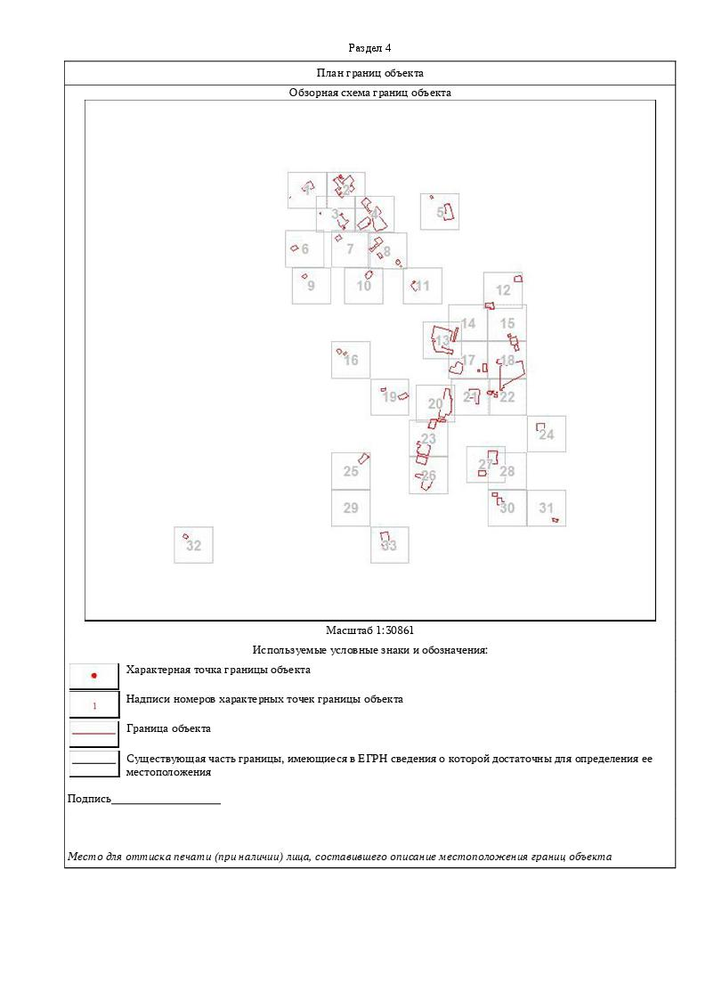 Раздел 4
План границ объекта
Обзорная схема границ объекта
1 2
3 4 5
6 7 8
9 10 11 12
13 14 15
16 17 18
19 20 21 22
23 24
25 26 27 28
29 30 31
32 33
Масштаб 1:30861
Используемые условные знаки и обозначения:
Характерная точка границы объекта
1 Надписи номеров характерных точек границы объекта
Граница объекта
Существующая часть границы, имеющиеся в ЕГРН сведения о которой достаточны для определения ее
местоположения
Подпись____________________
Место для оттиска печати (при наличии) лица, составившего описание местоположения границ объекта